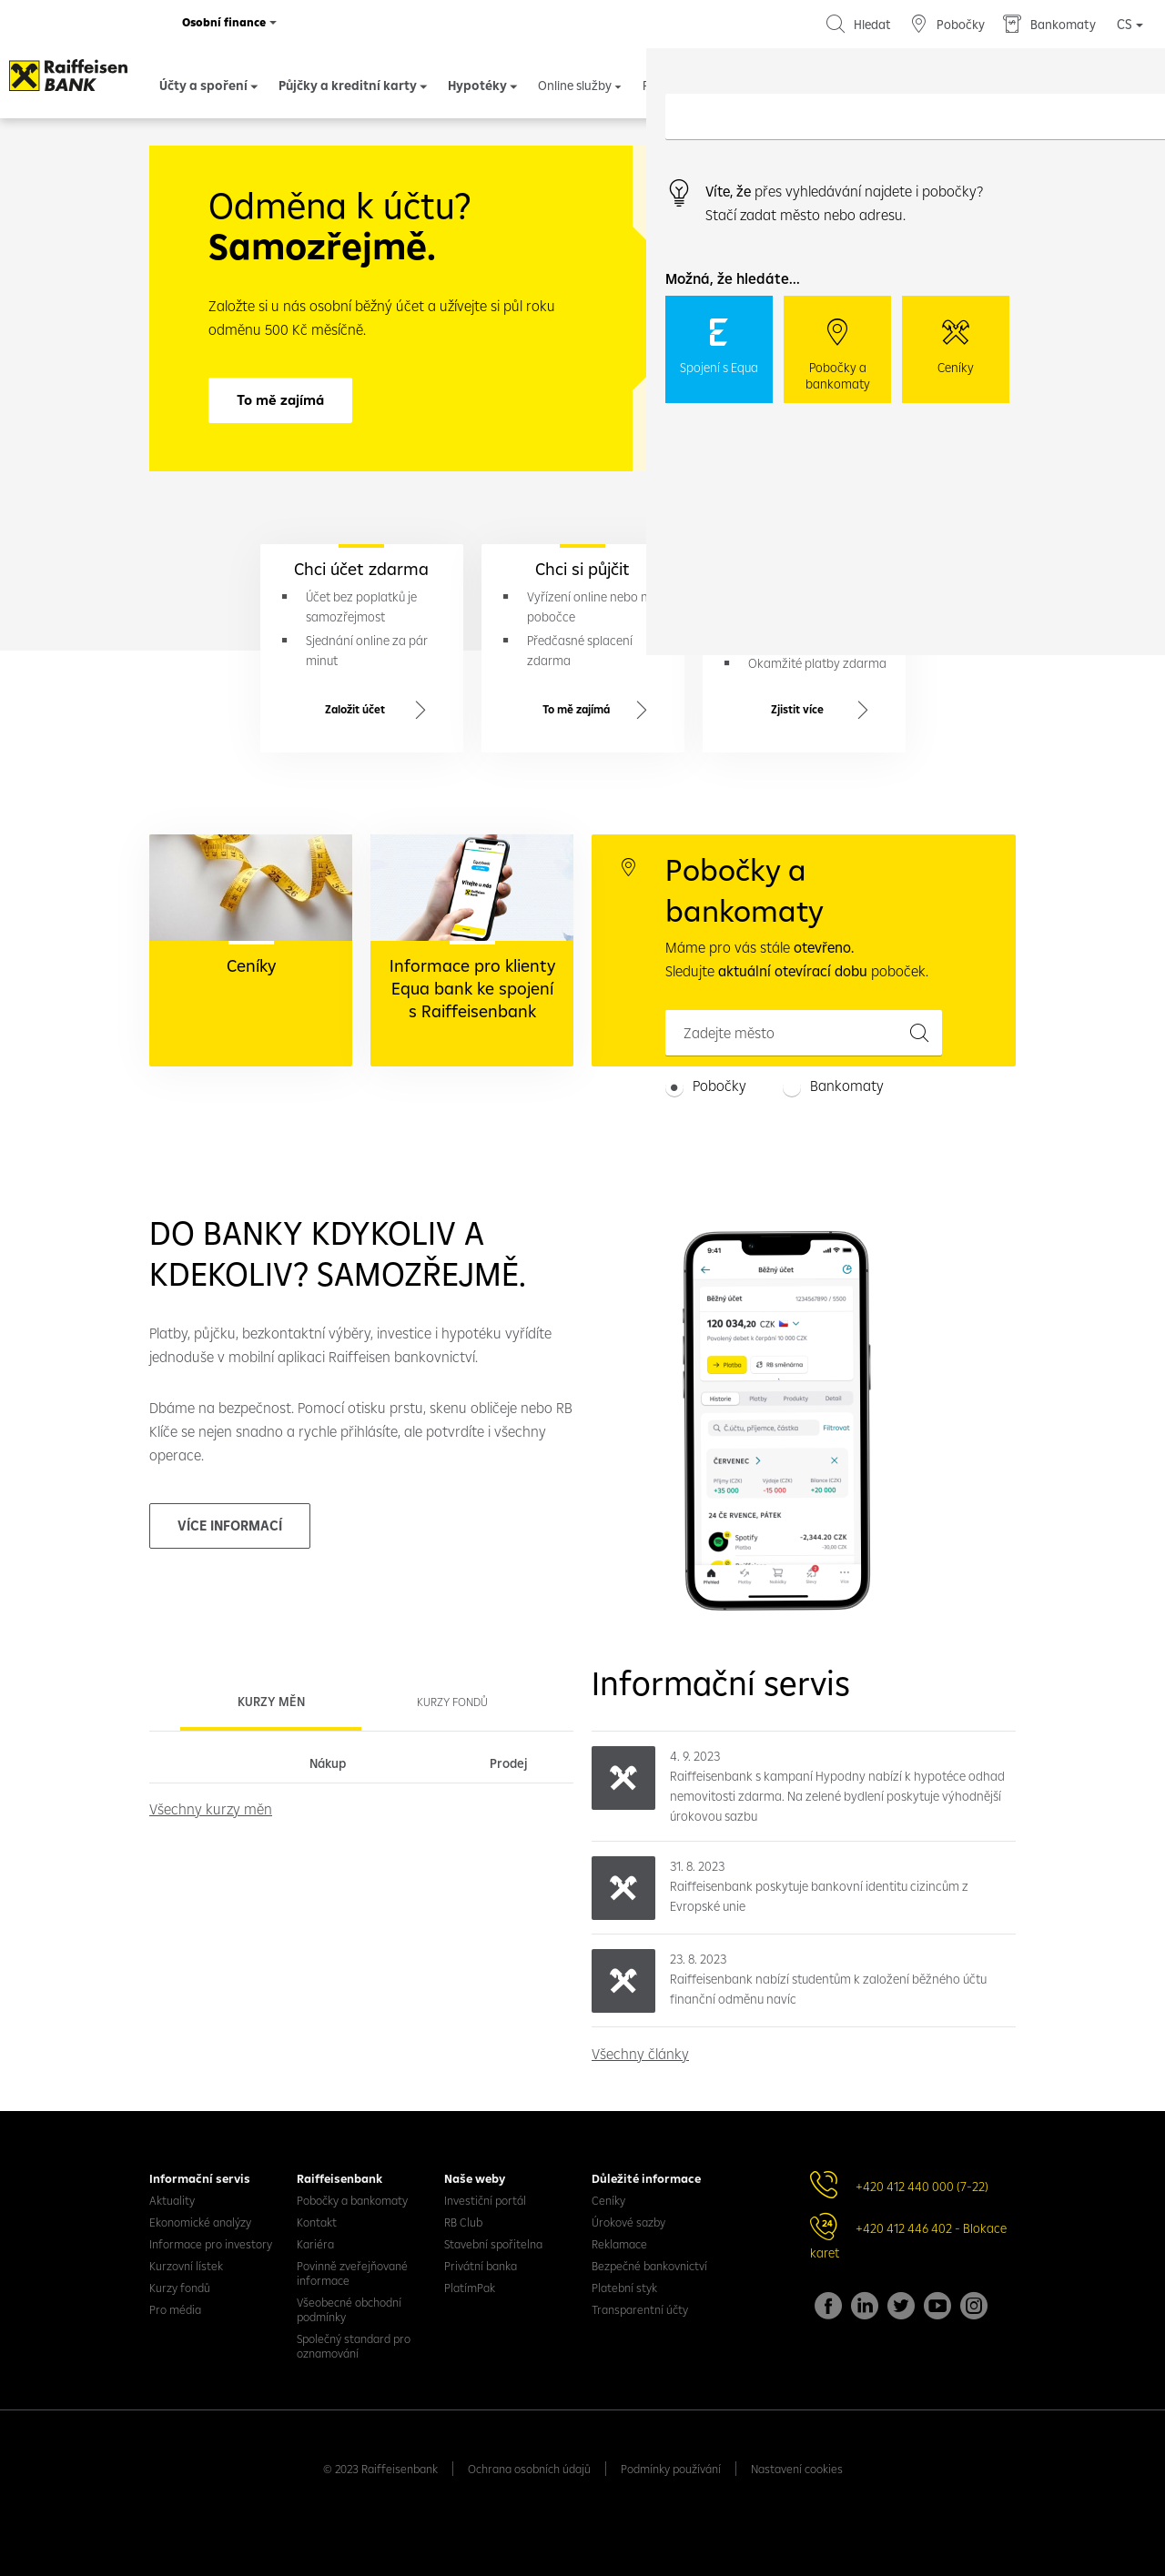 Osobní finance
Hledat
Pobočky
Bankomaty
CS
Raiffeisen
BANK
Účty a spoření
Půjčky a kreditní karty
Hypotéky
Online služby
Odměna k účtu?
Samozřejmě.
Založte si u nás osobní běžný účet a užívejte si půl roku
odměnu 500 Kč měsíčně.
To mě zajímá
Víte, že přes vyhledávání najdete i pobočky?
Stačí zadat město nebo adresu.
Možná, že hledáte...
Spojení s Equa
Pobočky a
bankomaty
Ceníky
Chci účet zdarma
Účet bez poplatků je
samozřejmost
Sjednání online za pár
minut
Založit účet
Chci si půjčit
Vyřízení online nebo
pobočce
Předčasné splacení
zdarma
To mě zajímá
Okamžité platby zdarma
Zjistit více
Ceníky
Informace pro klienty
Equa bank ke spojení
s Raiffeisenbank
Pobočky a
bankomaty
Máme pro vás stále otevřeno.
Sledujte aktuální otevírací dobu poboček.
Zadejte město
Pobočky
Bankomaty
DO BANKY KDYKOLIV A
KDEKOLIV? SAMOZŘEJMĚ.
Platby, půjčku, bezkontaktní výběry, investice i hypotéku vyřídíte
jednoduše v mobilní aplikaci Raiffeisen bankovnictví.
Dbáme na bezpečnost. Pomocí otisku prstu, skenu obličeje nebo RB
Klíče se nejen snadno a rychle přihlásíte, ale potvrdíte i všechny
operace.
VÍCE INFORMACÍ
9:41
Běžný účet
Běžný účet
1234567890 / 5500
120 034,20 CZK
Povolený debet k čerpání 10 000 CZK
Platba
RB směnárna
Historie
Platby
Produkty
Detail
Č.účtu, příjemce, částka
Filtrovat
ČERVENEC
Příjmy (CZK)
Výdaje (CZK)
Bilance (CZK)
+35 000
-15 000
+20 000
24 ČE RVENCE, PÁTEK
Spotify
-2,344.20 CZK
Platba
-30,00 CZK
KURZY MĚN
KURZY FONDŮ
Nákup
Prodej
Všechny kurzy měn
Informační servis
4. 9. 2023
Raiffeisenbank s kampaní Hypodny nabízí k hypotéce odhad
nemovitosti zdarma. Na zelené bydlení poskytuje výhodnější
úrokovou sazbu
31. 8. 2023
Raiffeisenbank poskytuje bankovní identitu cizincům z
Evropské unie
23. 8. 2023
Raiffeisenbank nabízí studentům k založení běžného účtu
finanční odměnu navíc
Všechny články
Informační servis
Aktuality
Ekonomické analýzy
Informace pro investory
Kurzovní lístek
Kurzy fondů
Pro média
Raiffeisenbank
Pobočky a bankomaty
Kontakt
Kariéra
Povinně zveřejňované
informace
Všeobecné obchodní
podmínky
Společný standard pro
oznamování
Naše weby
Investiční portál
RB Club
Stavební spořitelna
Privátní banka
PlatímPak
Důležité informace
Ceníky
Úrokové sazby
Reklamace
Bezpečné bankovnictví
Platební styk
Transparentní účty
+420 412 440 000 (7-22)
24
+420 412 446 402 - Blokace
karet
© 2023 Raiffeisenbank
Ochrana osobních údajů
Podmínky používání
Nastavení cookies